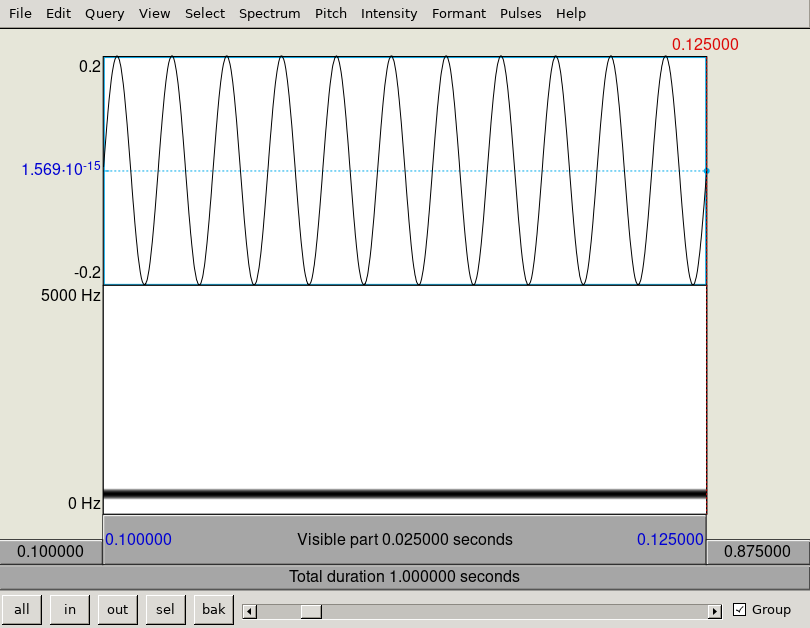 File Edit Query View Select Spectrum Pitch Intensity Formant Pulses Help
0.125000
0.2
1.569·10-15
-0.2
5000 Hz
0 Hz
0.100000 Visible part 0.025000 seconds 0.125000
0.100000 0.875000
Total duration 1.000000 seconds
all in out sel bak Group